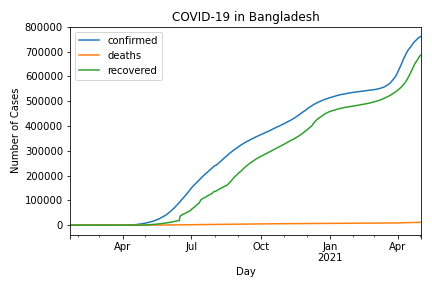 COVID-19 in Bangladesh
confirmed
deaths
recovered
Number of Cases
800000
700000
600000
500000
400000
300000
200000
100000
0
Apr
Jul
Oct
Jan
2021
Apr
Day